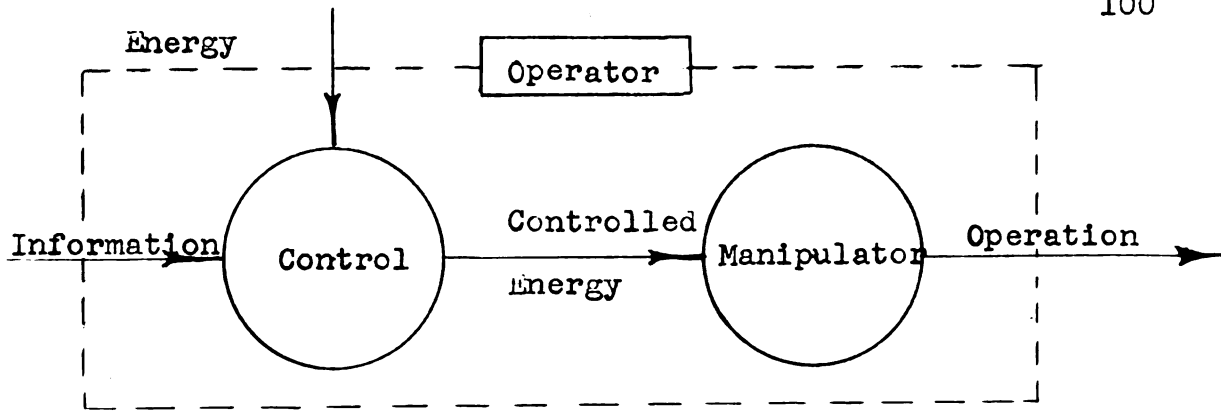 100
Energy
Operator
Information
Control
Controlled
Energy
Manipulator
Operation